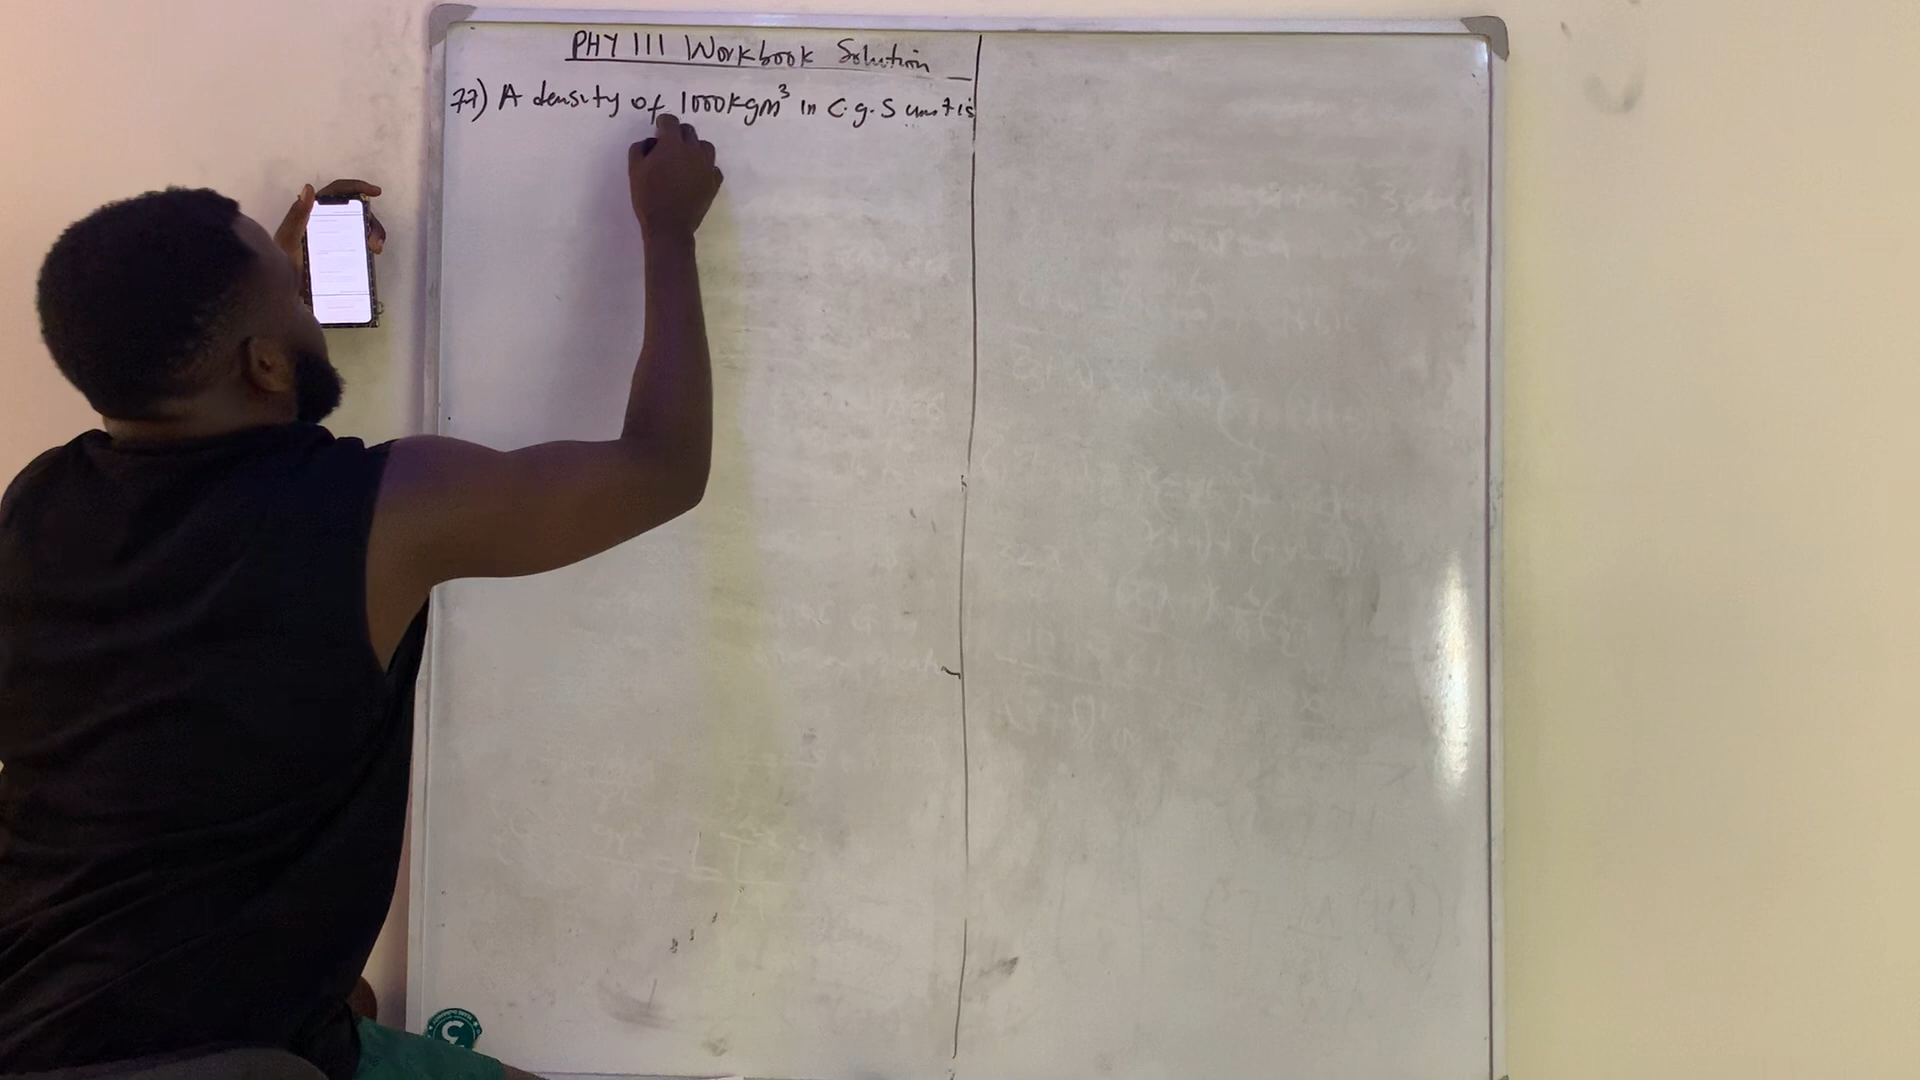 PHY 111 Workbook Solution
77) A density of 1000kgm³ in C.g.S unit is